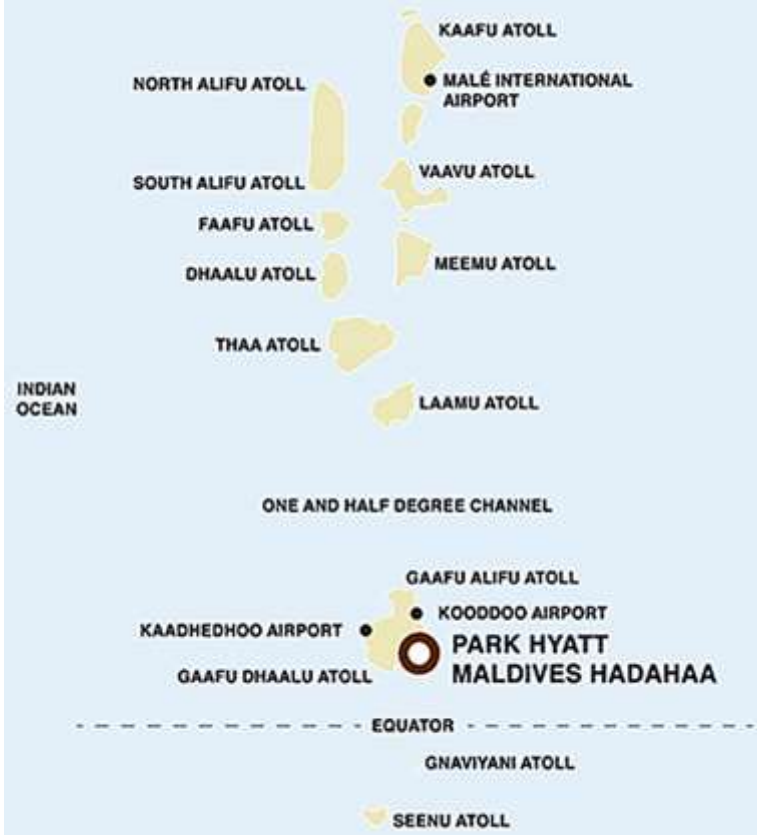 KAAFU ATOLL
MALÉ INTERNATIONAL
AIRPORT
NORTH ALIFU ATOLL
VAAVU ATOLL
SOUTH ALIFU ATOLL
FAAFU ATOLL
MEEMU ATOLL
DHAALU ATOLL
THAA ATOLL
INDIAN
OCEAN
LAAMU ATOLL
ONE AND HALF DEGREE CHANNEL
GAAFU ALIFU ATOLL
KOODDOO AIRPORT
KAADHEDHOO AIRPORT
PARK HYATT
MALDIVES HADAHAA
GAAFU DHAALU ATOLL
EQUATOR
GNAVIYANI ATOLL
SEENU ATOLL